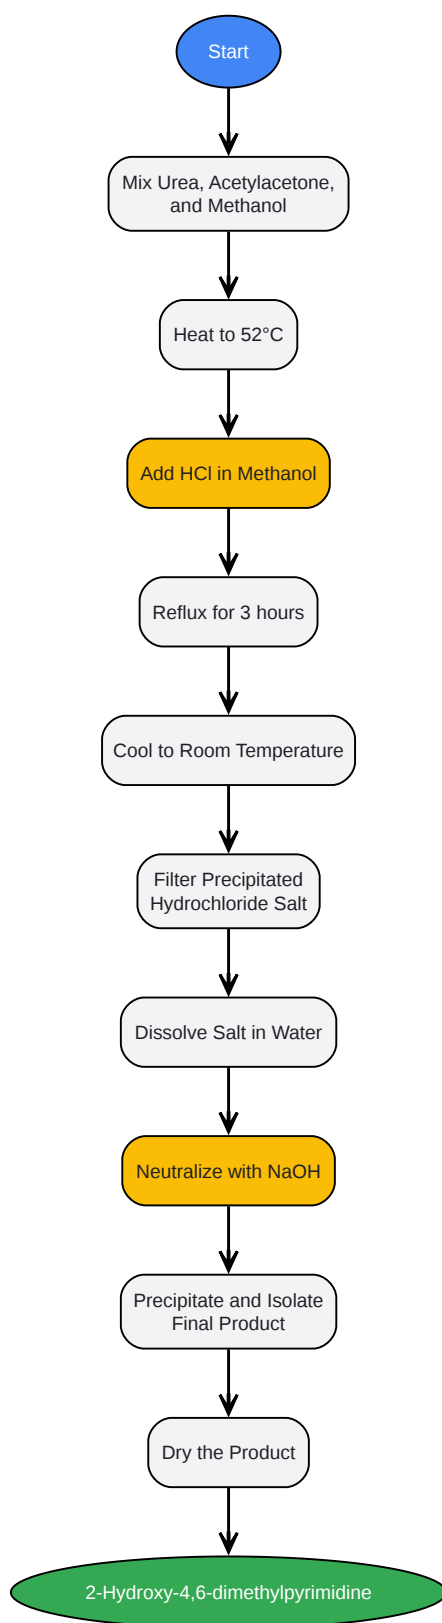 Start
Mix Urea, Acetylacetone,
and Methanol
Heat to 52°C
Add HCl in Methanol
Reflux for 3 hours
Cool to Room Temperature
Filter Precipitated
Hydrochloride Salt
Dissolve Salt in Water
Neutralize with NaOH
Precipitate and Isolate
Final Product
Dry the Product
2-Hydroxy-4,6-dimethylpyrimidine